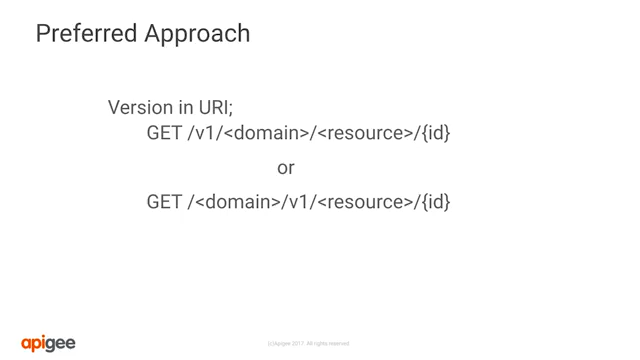 Preferred Approach
Version in URI;
GET /v1/<domain>/<resource>/{id}
or
GET /<domain>/v1/<resource>/{id}
apigee
(c)Apigee 2017. All rights reserved